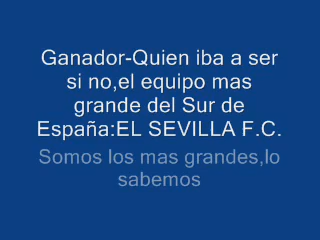 Ganador-Quien iba a ser
si no,el equipo mas
grande del Sur de
España:EL SEVILLA F.C.
Somos los mas grandes,lo
sabemos